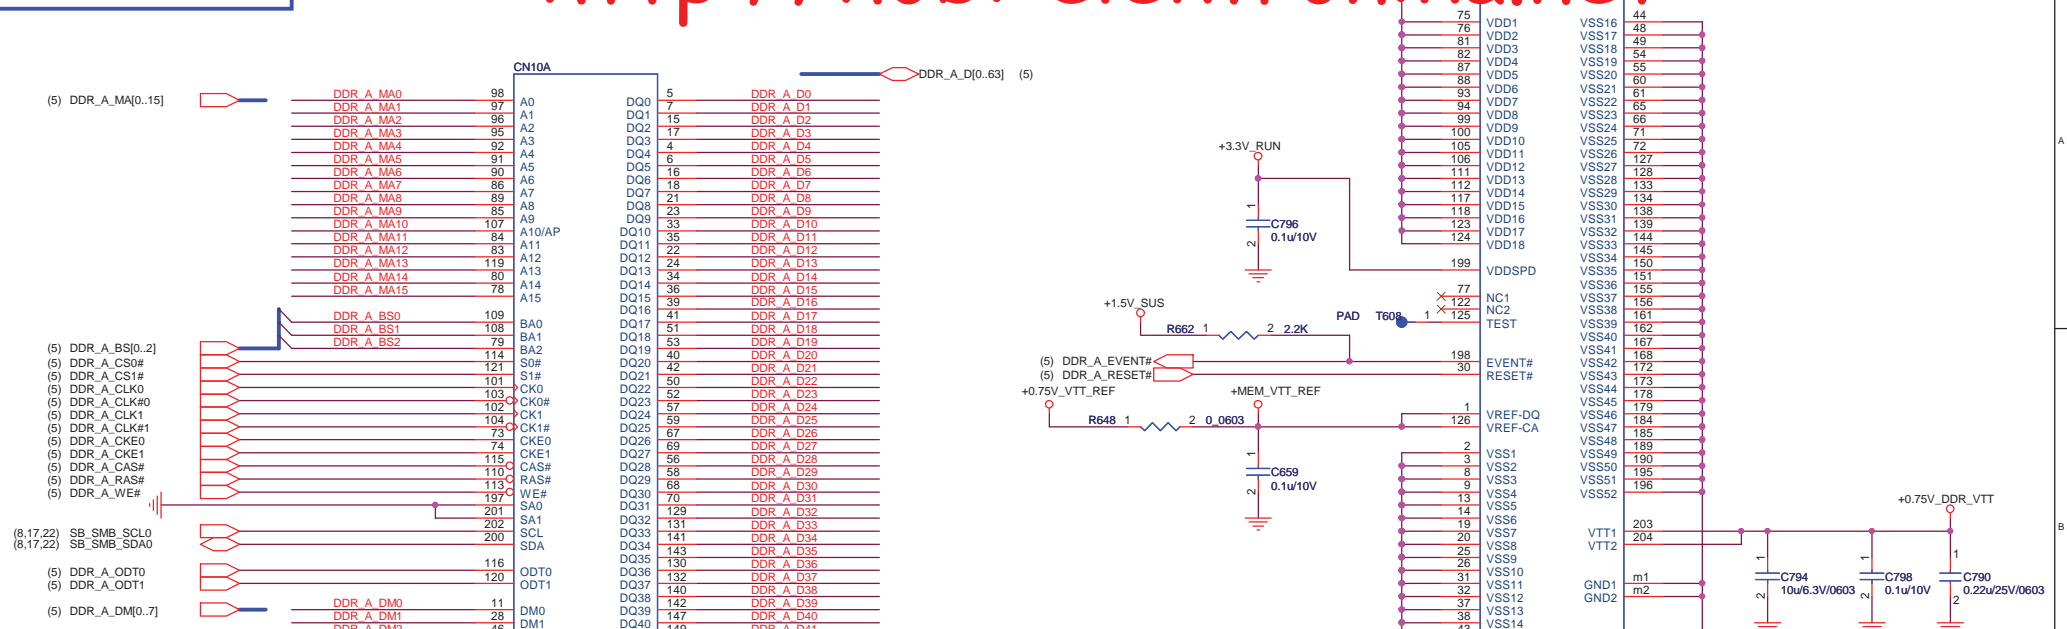 CN10A
DDR_A_D[0..63] (5)
(5) DDR_A_MA[0..15]
DDR_A_MA0 98 A0 DQ0 5 DDR_A_D0
DDR_A_MA1 97 A1 DQ1 7 DDR_A_D1
DDR_A_MA2 96 A2 DQ2 15 DDR_A_D2
DDR_A_MA3 95 A3 DQ3 17 DDR_A_D3
DDR_A_MA4 92 A4 DQ4 4 DDR_A_D4
DDR_A_MA5 91 A5 DQ5 6 DDR_A_D5
DDR_A_MA6 90 A6 DQ6 16 DDR_A_D6
DDR_A_MA7 86 A7 DQ7 18 DDR_A_D7
DDR_A_MA8 89 A8 DQ8 21 DDR_A_D8
DDR_A_MA9 85 A9 DQ9 23 DDR_A_D9
DDR_A_MA10 107 A10/AP DQ10 33 DDR_A_D10
DDR_A_MA11 84 A11 DQ11 35 DDR_A_D11
DDR_A_MA12 83 A12 DQ12 22 DDR_A_D12
DDR_A_MA13 119 A13 DQ13 24 DDR_A_D13
DDR_A_MA14 80 A14 DQ14 34 DDR_A_D14
DDR_A_MA15 78 A15 DQ15 36 DDR_A_D15
DQ16 39 DDR_A_D16
DDR_A_BS0 109 BA0 DQ17 41 DDR_A_D17
DDR_A_BS1 108 BA1 DQ18 51 DDR_A_D18
DDR_A_BS2 79 BA2 DQ19 53 DDR_A_D19
(5) DDR_A_BS[0..2]
(5) DDR_A_CS0# 114 S0# DQ20 40 DDR_A_D20
(5) DDR_A_CS1# 121 S1# DQ21 42 DDR_A_D21
(5) DDR_A_CLK0 101 CK0 DQ22 50 DDR_A_D22
(5) DDR_A_CLK#0 103 CK0# DQ23 52 DDR_A_D23
(5) DDR_A_CLK1 102 CK1 DQ24 57 DDR_A_D24
(5) DDR_A_CLK#1 104 CK1# DQ25 59 DDR_A_D25
(5) DDR_A_CKE0 73 CKE0 DQ26 67 DDR_A_D26
(5) DDR_A_CKE1 74 CKE1 DQ27 69 DDR_A_D27
(5) DDR_A_CAS# 115 CAS# DQ28 56 DDR_A_D28
(5) DDR_A_RAS# 110 RAS# DQ29 58 DDR_A_D29
(5) DDR_A_WE# 113 WE# DQ30 68 DDR_A_D30
197 SA0 DQ31 70 DDR_A_D31
201 SA1 DQ32 129 DDR_A_D32
(8,17,22) SB_SMB_SCL0 202 SCL DQ33 131 DDR_A_D33
(8,17,22) SB_SMB_SDA0 200 SDA DQ34 141 DDR_A_D34
DQ35 143 DDR_A_D35
(5) DDR_A_ODT0 116 ODT0 DQ36 130 DDR_A_D36
(5) DDR_A_ODT1 120 ODT1 DQ37 132 DDR_A_D37
DQ38 140 DDR_A_D38
(5) DDR_A_DM[0..7]
DDR_A_DM0 11 DM0 DQ39 142 DDR_A_D39
DDR_A_DM1 28 DM1 DQ40 147 DDR_A_D40
DDR_A_DM2 46 149 DDR_A_D41
75 VDD1 VSS16 44
76 VDD2 VSS17 48
81 VDD3 VSS18 49
82 VDD4 VSS19 54
87 VDD5 VSS20 55
88 VDD6 VSS21 60
93 VDD7 VSS22 61
94 VDD8 VSS23 65
99 VDD9 VSS24 66
100 VDD10 VSS25 71
105 VDD11 VSS26 72
106 VDD12 VSS27 127
111 VDD13 VSS28 128
112 VDD14 VSS29 133
117 VDD15 VSS30 134
118 VDD16 VSS31 138
123 VDD17 VSS32 139
124 VDD18 VSS33 144
VSS34 145
199 VDDSPD VSS35 150
VSS36 151
77 NC1 VSS37 155
122 NC2 VSS38 156
PAD T608 1 125 TEST VSS39 161
VSS40 162
VSS41 167
198 EVENT# VSS42 168
30 RESET# VSS43 172
VSS44 173
VSS45 178
1 VREF-DQ VSS46 179
126 VREF-CA VSS47 184
VSS48 185
2 VSS1 VSS49 189
3 VSS2 VSS50 190
8 VSS3 VSS51 195
9 VSS4 VSS52 196
13 VSS5
14 VSS6
19 VSS7 VTT1 203
20 VSS8 VTT2 204
25 VSS9
26 VSS10
31 VSS11 GND1 m1
32 VSS12 GND2 m2
37 VSS13
38 VSS14
43
+3.3V_RUN
1
C796
0.1u/10V
2
+1.5V_SUS
R662 1 2 2.2K
(5) DDR_A_EVENT#
(5) DDR_A_RESET#
+0.75V_VTT_REF
+MEM_VTT_REF
R648 1 2 0_0603
1
C659
0.1u/10V
2
+0.75V_DDR_VTT
1 1 1
C794 C798 C790
10u/6.3V/0603 0.1u/10V 0.22u/25V/0603
2 2 2
A
B